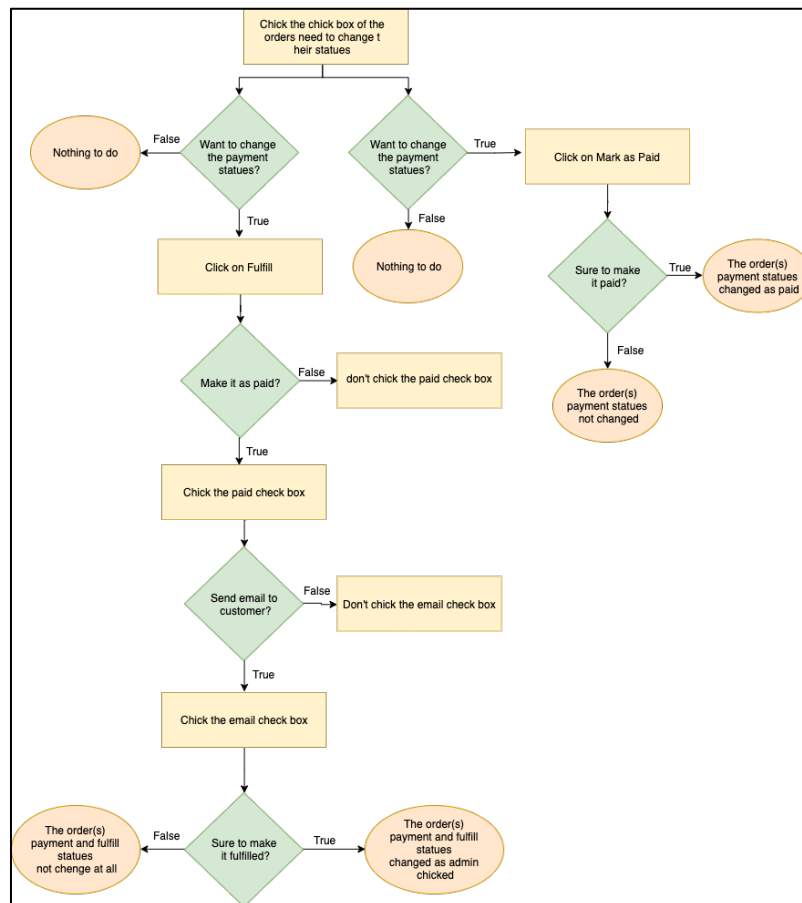 Chick the chick box of the
orders need to change t
heir statues
False
Want to change
the payment
statues?
Nothing to do
True
Want to change
the payment
statues?
True
Click on Mark as Paid
False
Nothing to do
Click on Fulfill
Sure to make
it paid?
True
The order(s)
payment statues
changed as paid
False
The order(s)
payment statues
not changed
Make it as paid?
False
don't chick the paid check box
True
Chick the paid check box
Send email to
customer?
False
Don't chick the email check box
True
Chick the email check box
The order(s)
payment and fulfill
statues
not chenge at all
False
Sure to make
it fulfilled?
True
The order(s)
payment and fulfill
statues
changed as admin
chicked